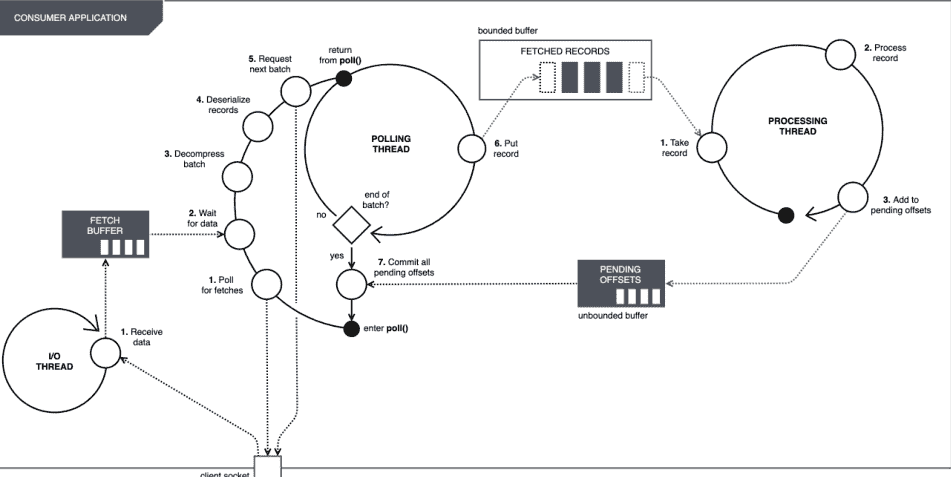 CONSUMER APPLICATION
return
from poll()
5. Request
next batch
4. Deserialize
records
3. Decompress
batch
2. Wait
for data
1. Poll
for fetches
POLLING
THREAD
end of
batch?
no
yes
7. Commit all
pending offsets
enter poll()
6. Put
record
bounded buffer
FETCHED RECORDS
1. Take
record
PROCESSING
THREAD
2. Process
record
3. Add to
pending offsets
PENDING
OFFSETS
unbounded buffer
FETCH
BUFFER
I/O
THREAD
1. Receive
data
client socket